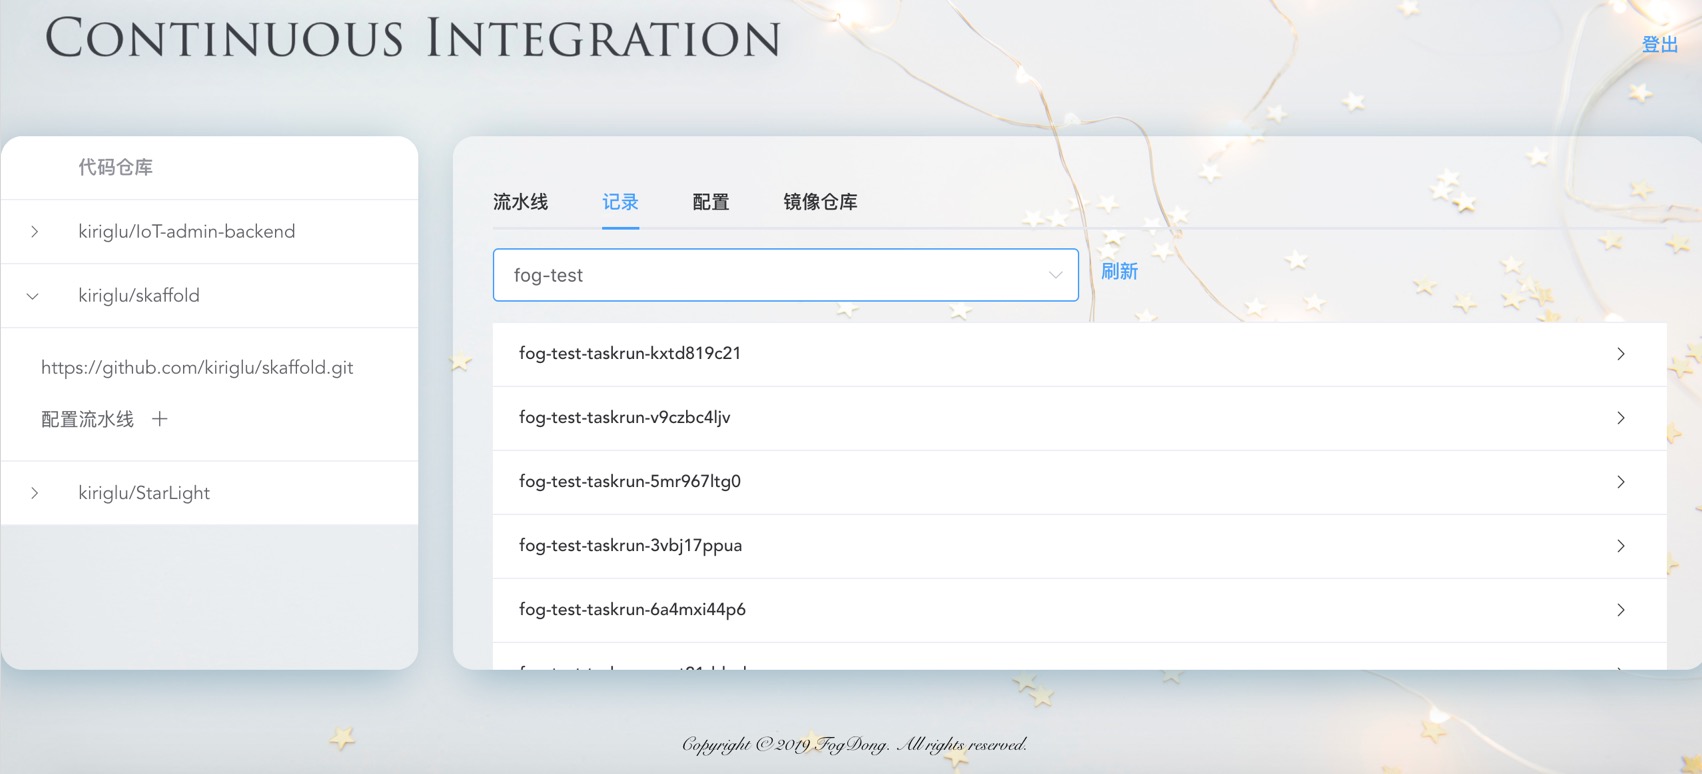 CONTINUOUS INTEGRATION
登出
代码仓库
kiriglu/IoT-admin-backend
kiriglu/skaffold
https://github.com/kiriglu/skaffold.git
配置流水线 +
kiriglu/StarLight
流水线 记录 配置 镜像仓库
fog-test
刷新
fog-test-taskrun-kxtd819c21
fog-test-taskrun-v9czbc4ljv
fog-test-taskrun-5mr967ltg0
fog-test-taskrun-3vbj17ppua
fog-test-taskrun-6a4mxi44p6
Copyright © 2019 FogDong. All rights reserved.